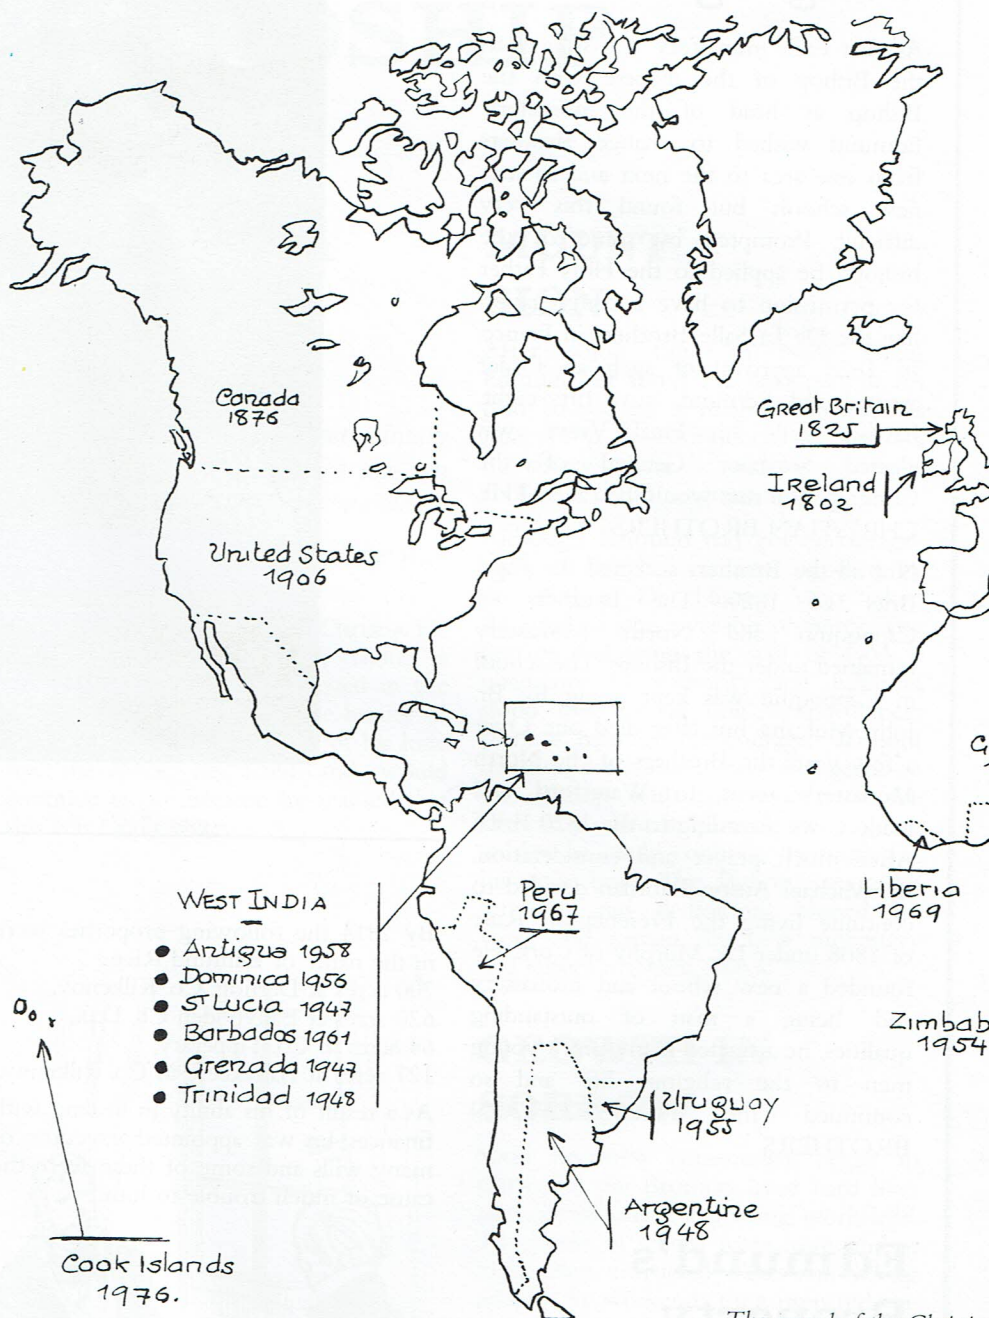 Canada
1876
Great Britain
1825
Ireland
1802
United States
1906
WEST INDIA
Antigua 1958
Dominica 1956
St Lucia 1947
Barbados 1961
Grenada 1947
Trinidad 1948
Peru
1967
Liberia
1969
Zimbab
1954
Uruguay
1955
Argentine
1948
Cook Islands
1976.